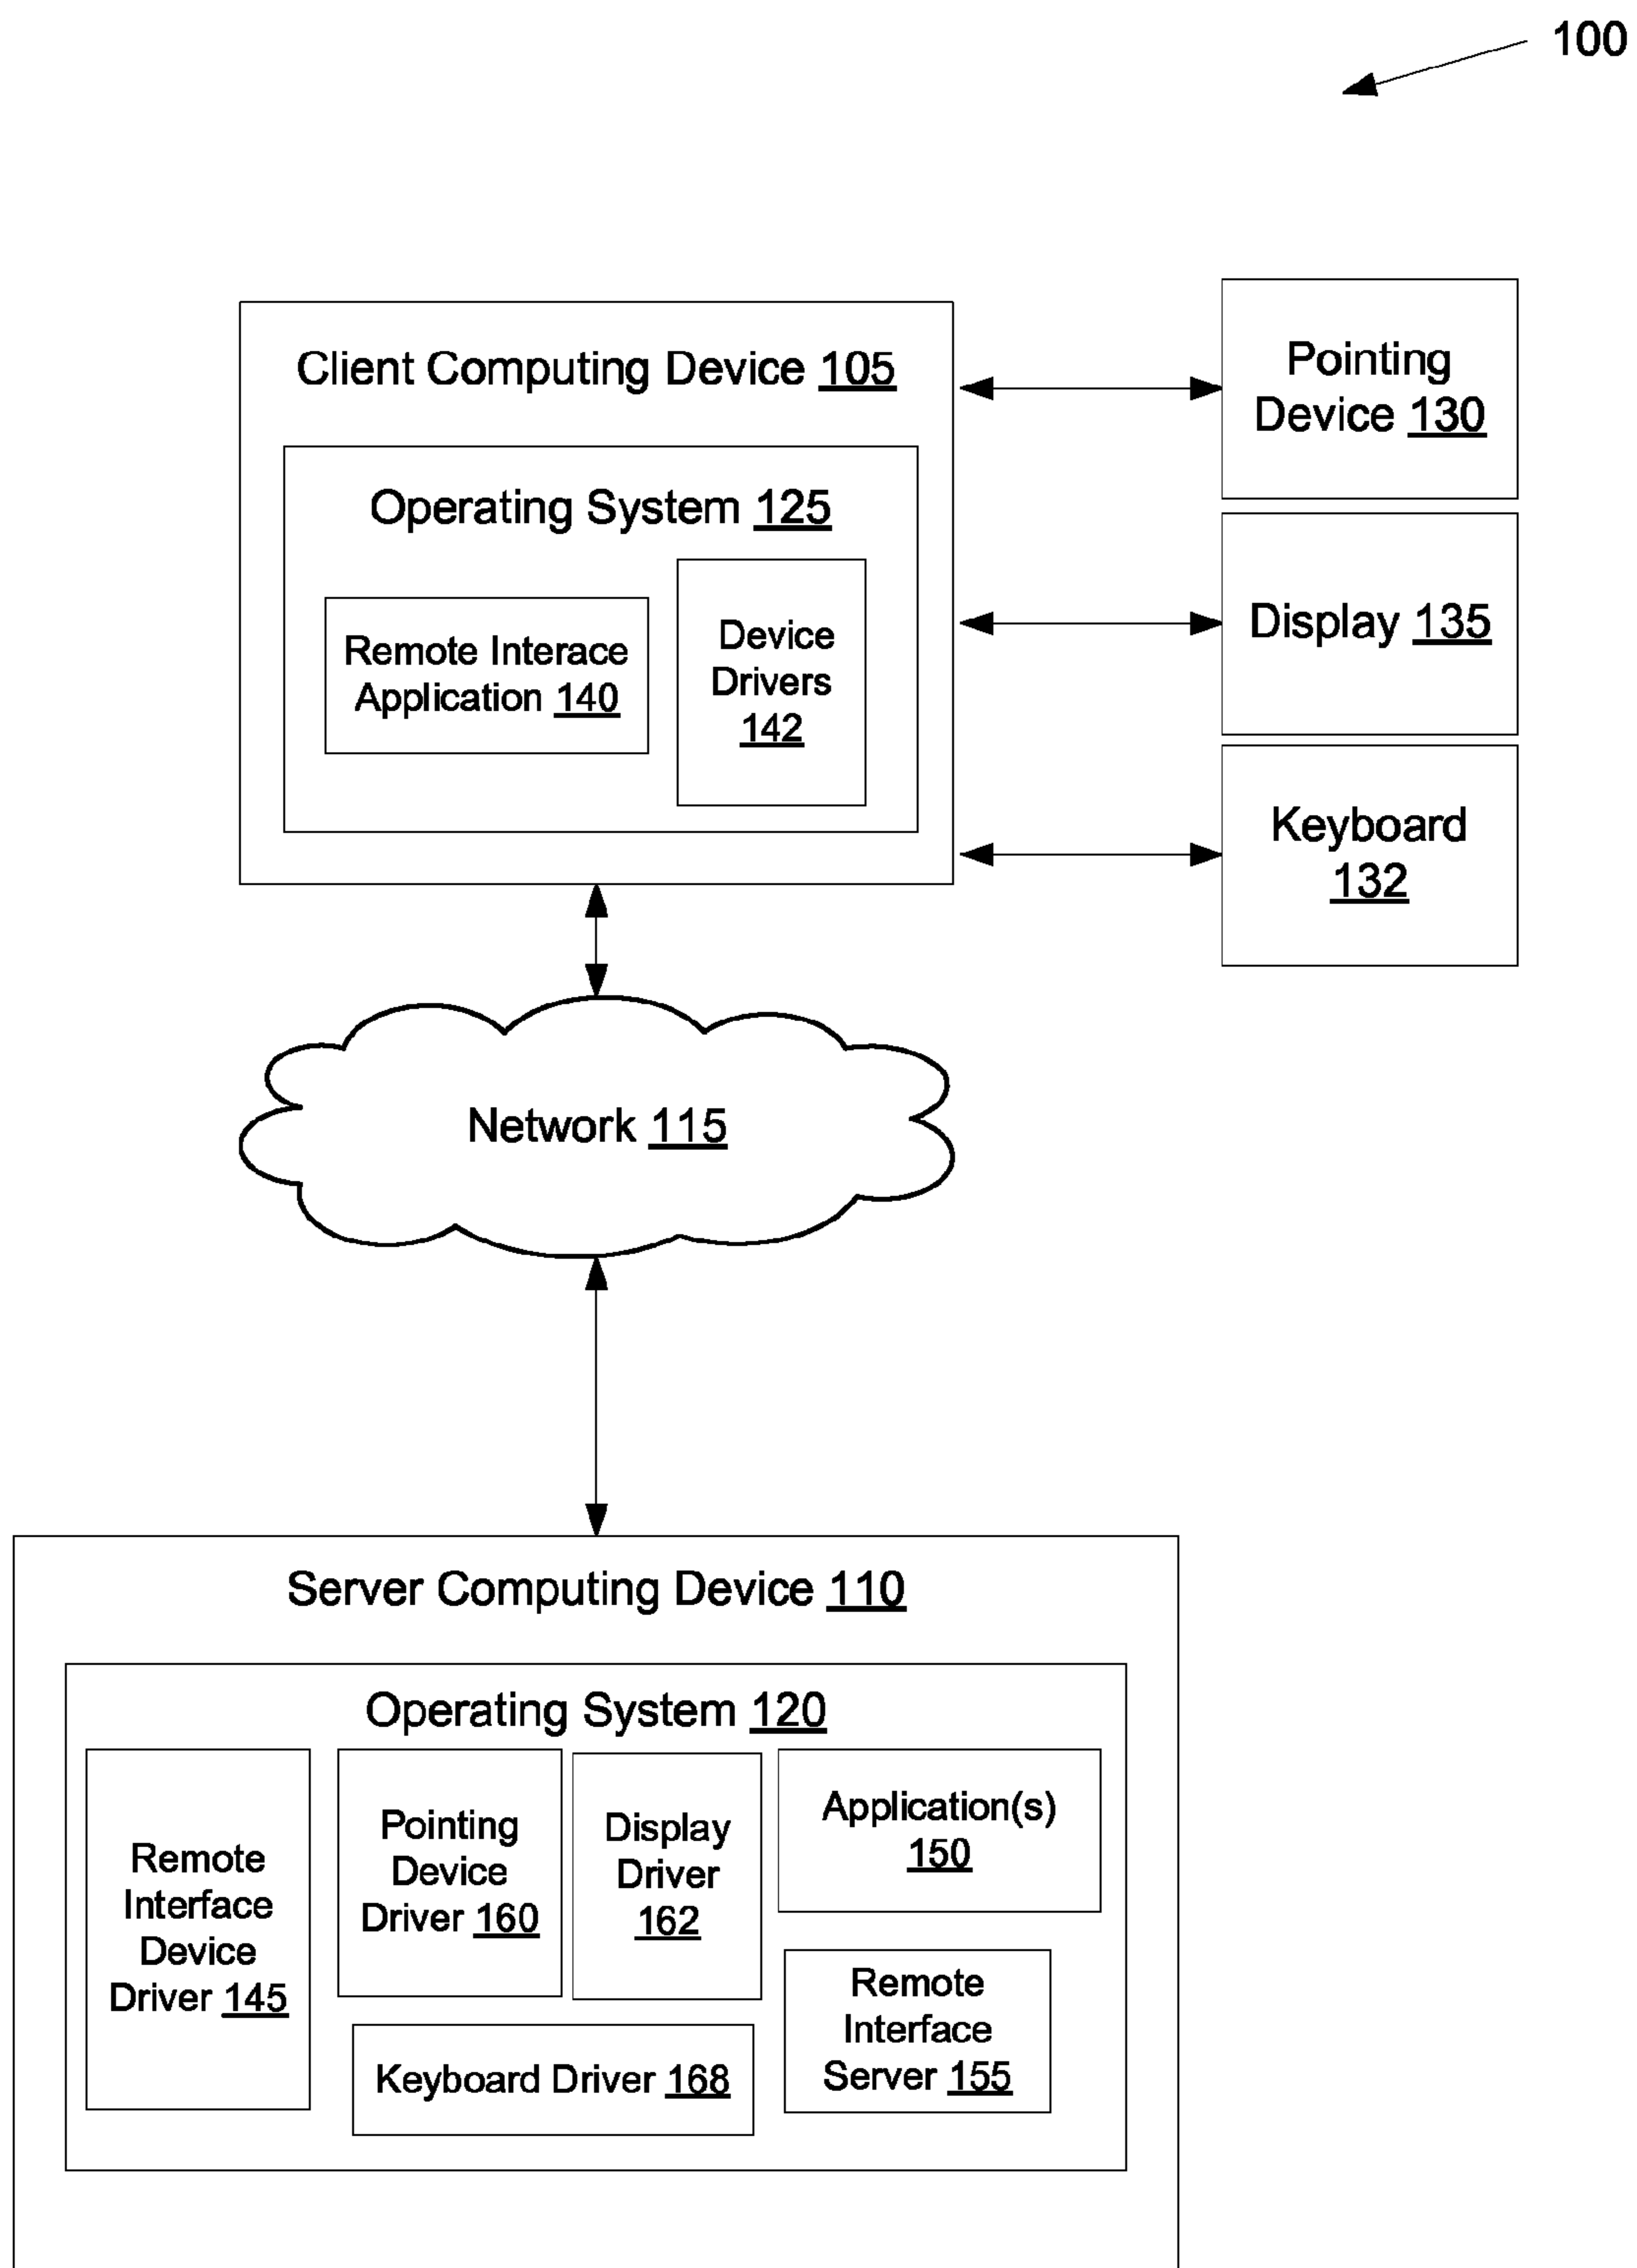 100
Client Computing Device 105
Operating System 125
Remote Interace
Application 140
Device
Drivers
142
Pointing
Device 130
Display 135
Keyboard
132
Network 115
Server Computing Device 110
Operating System 120
Remote
Interface
Device
Driver 145
Pointing
Device
Driver 160
Display
Driver
162
Application(s)
150
Keyboard Driver 168
Remote
Interface
Server 155